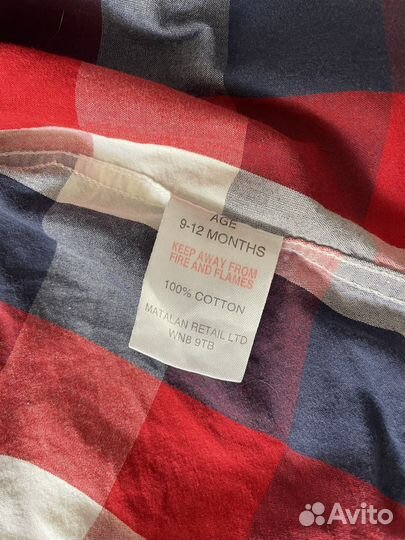 AGE
9-12 MONTHS
KEEP AWAY FROM
FIRE AND FLAMES
100% COTTON
MATALAN RETAIL LTD
WN8 9TB
Avito